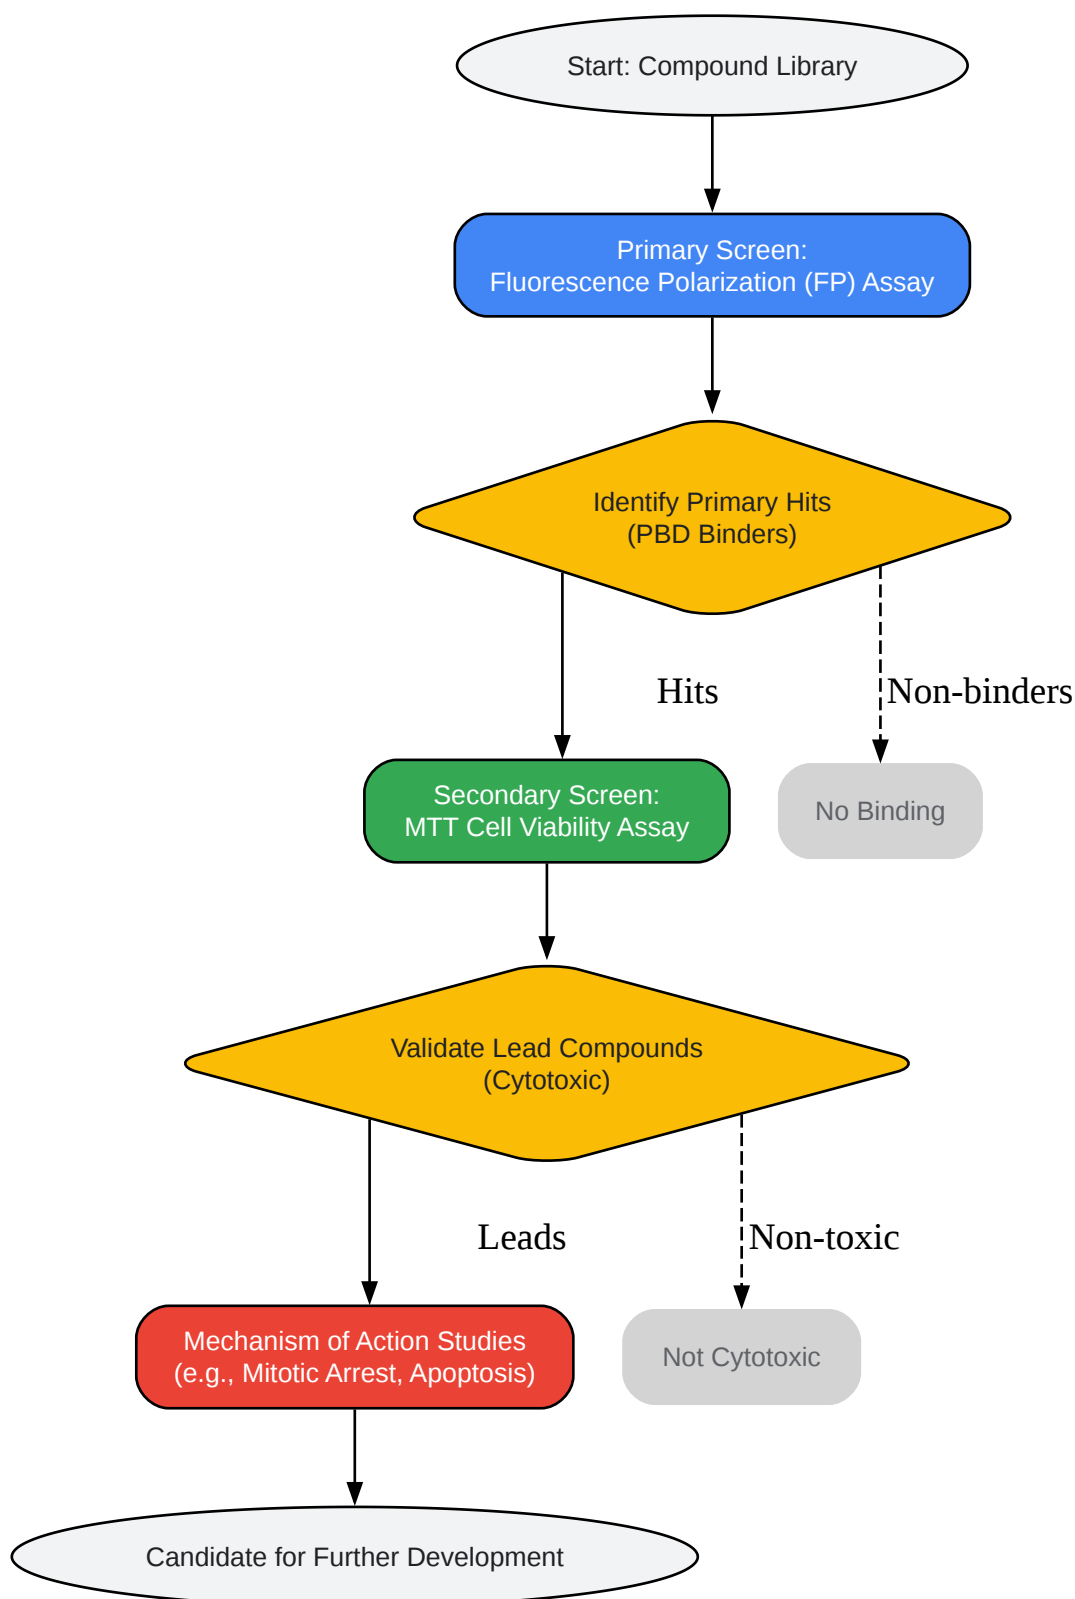 Start: Compound Library
Primary Screen:
Fluorescence Polarization (FP) Assay
Identify Primary Hits
(PBD Binders)
Hits
Non-binders
Secondary Screen:
MTT Cell Viability Assay
No Binding
Validate Lead Compounds
(Cytotoxic)
Leads
Non-toxic
Mechanism of Action Studies
(e.g., Mitotic Arrest, Apoptosis)
Not Cytotoxic
Candidate for Further Development